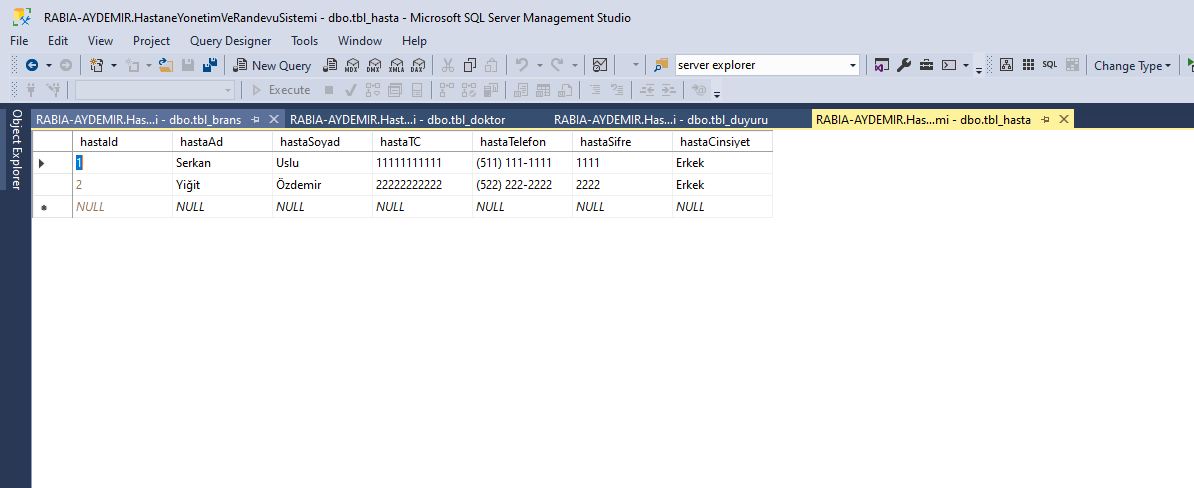 RABIA-AYDEMIR.HastaneYonetimVeRandevuSistemi - dbo.tbl_hasta - Microsoft SQL Server Management Studio
File Edit View Project Query Designer Tools Window Help
New Query MDX DMX XMLA DAX server explorer SQL Change Type
Execute
Object Explorer
RABIA-AYDEMIR.Has...i - dbo.tbl_brans RABIA-AYDEMIR.Hast...i - dbo.tbl_doktor RABIA-AYDEMIR.Has...i - dbo.tbl_duyuru RABIA-AYDEMIR.Has...mi - dbo.tbl_hasta
hastaId hastaAd hastaSoyad hastaTC hastaTelefon hastaSifre hastaCinsiyet
1 Serkan Uslu 11111111111 (511) 111-1111 1111 Erkek
2 Yiğit Özdemir 22222222222 (522) 222-2222 2222 Erkek
NULL NULL NULL NULL NULL NULL NULL